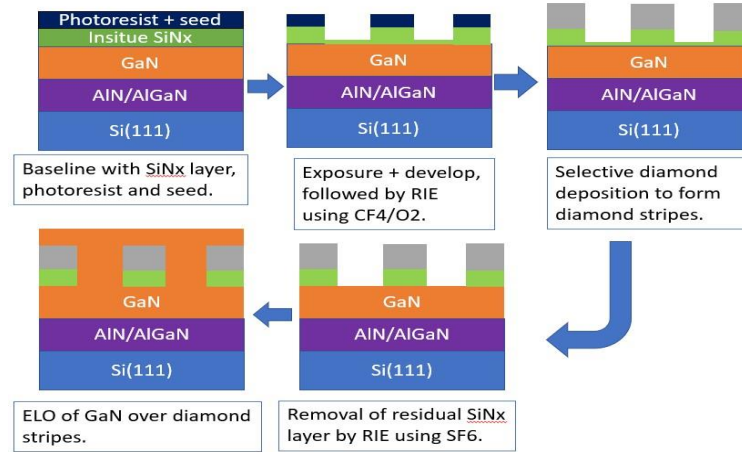 Photoresist + seed
Insitue SiNx
GaN
AlN/AlGaN
Si(111)
Baseline with SiNx layer,
photoresist and seed.
GaN
AlN/AlGaN
Si(111)
Exposure + develop,
followed by RIE
using CF4/O2.
GaN
AlN/AlGaN
Si(111)
Selective diamond
deposition to form
diamond stripes.
GaN
AlN/AlGaN
Si(111)
ELO of GaN over diamond
stripes.
GaN
AlN/AlGaN
Si(111)
Removal of residual SiNx
layer by RIE using SF6.